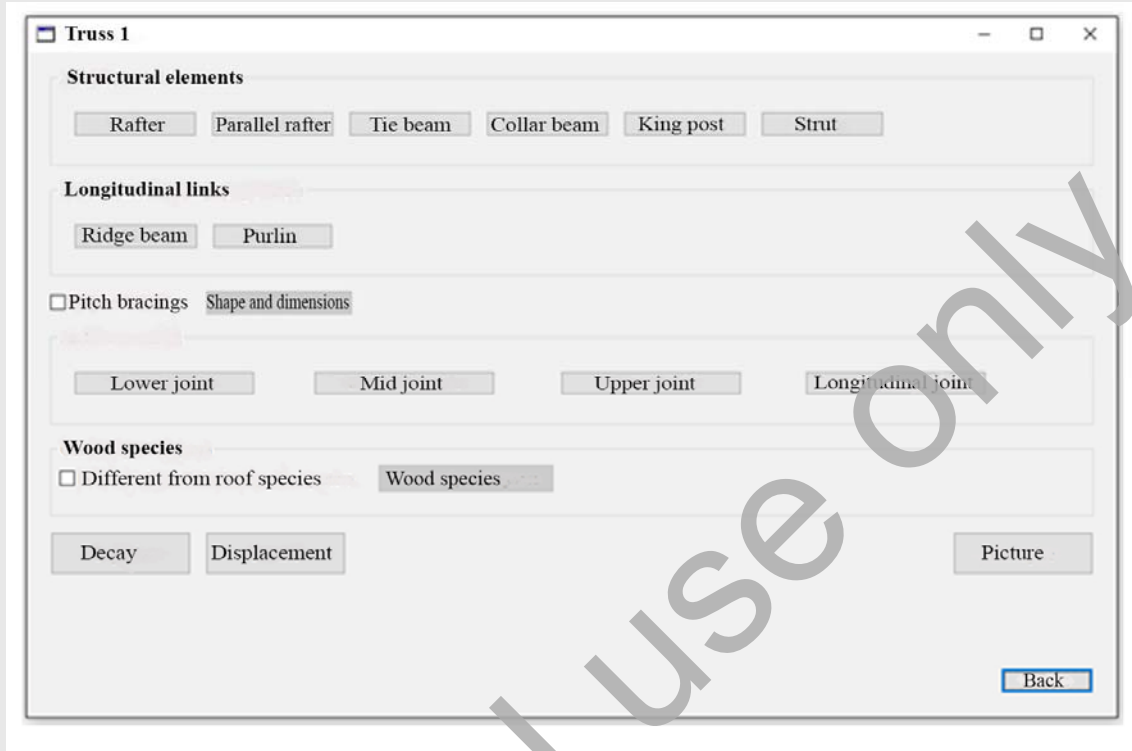 Truss 1
Structural elements
Rafter Parallel rafter Tie beam Collar beam King post Strut
Longitudinal links
Ridge beam Purlin
Pitch bracings Shape and dimensions
Lower joint Mid joint Upper joint Longitudinal joint
Wood species
Different from roof species Wood species
Decay Displacement Picture
Back
l use only